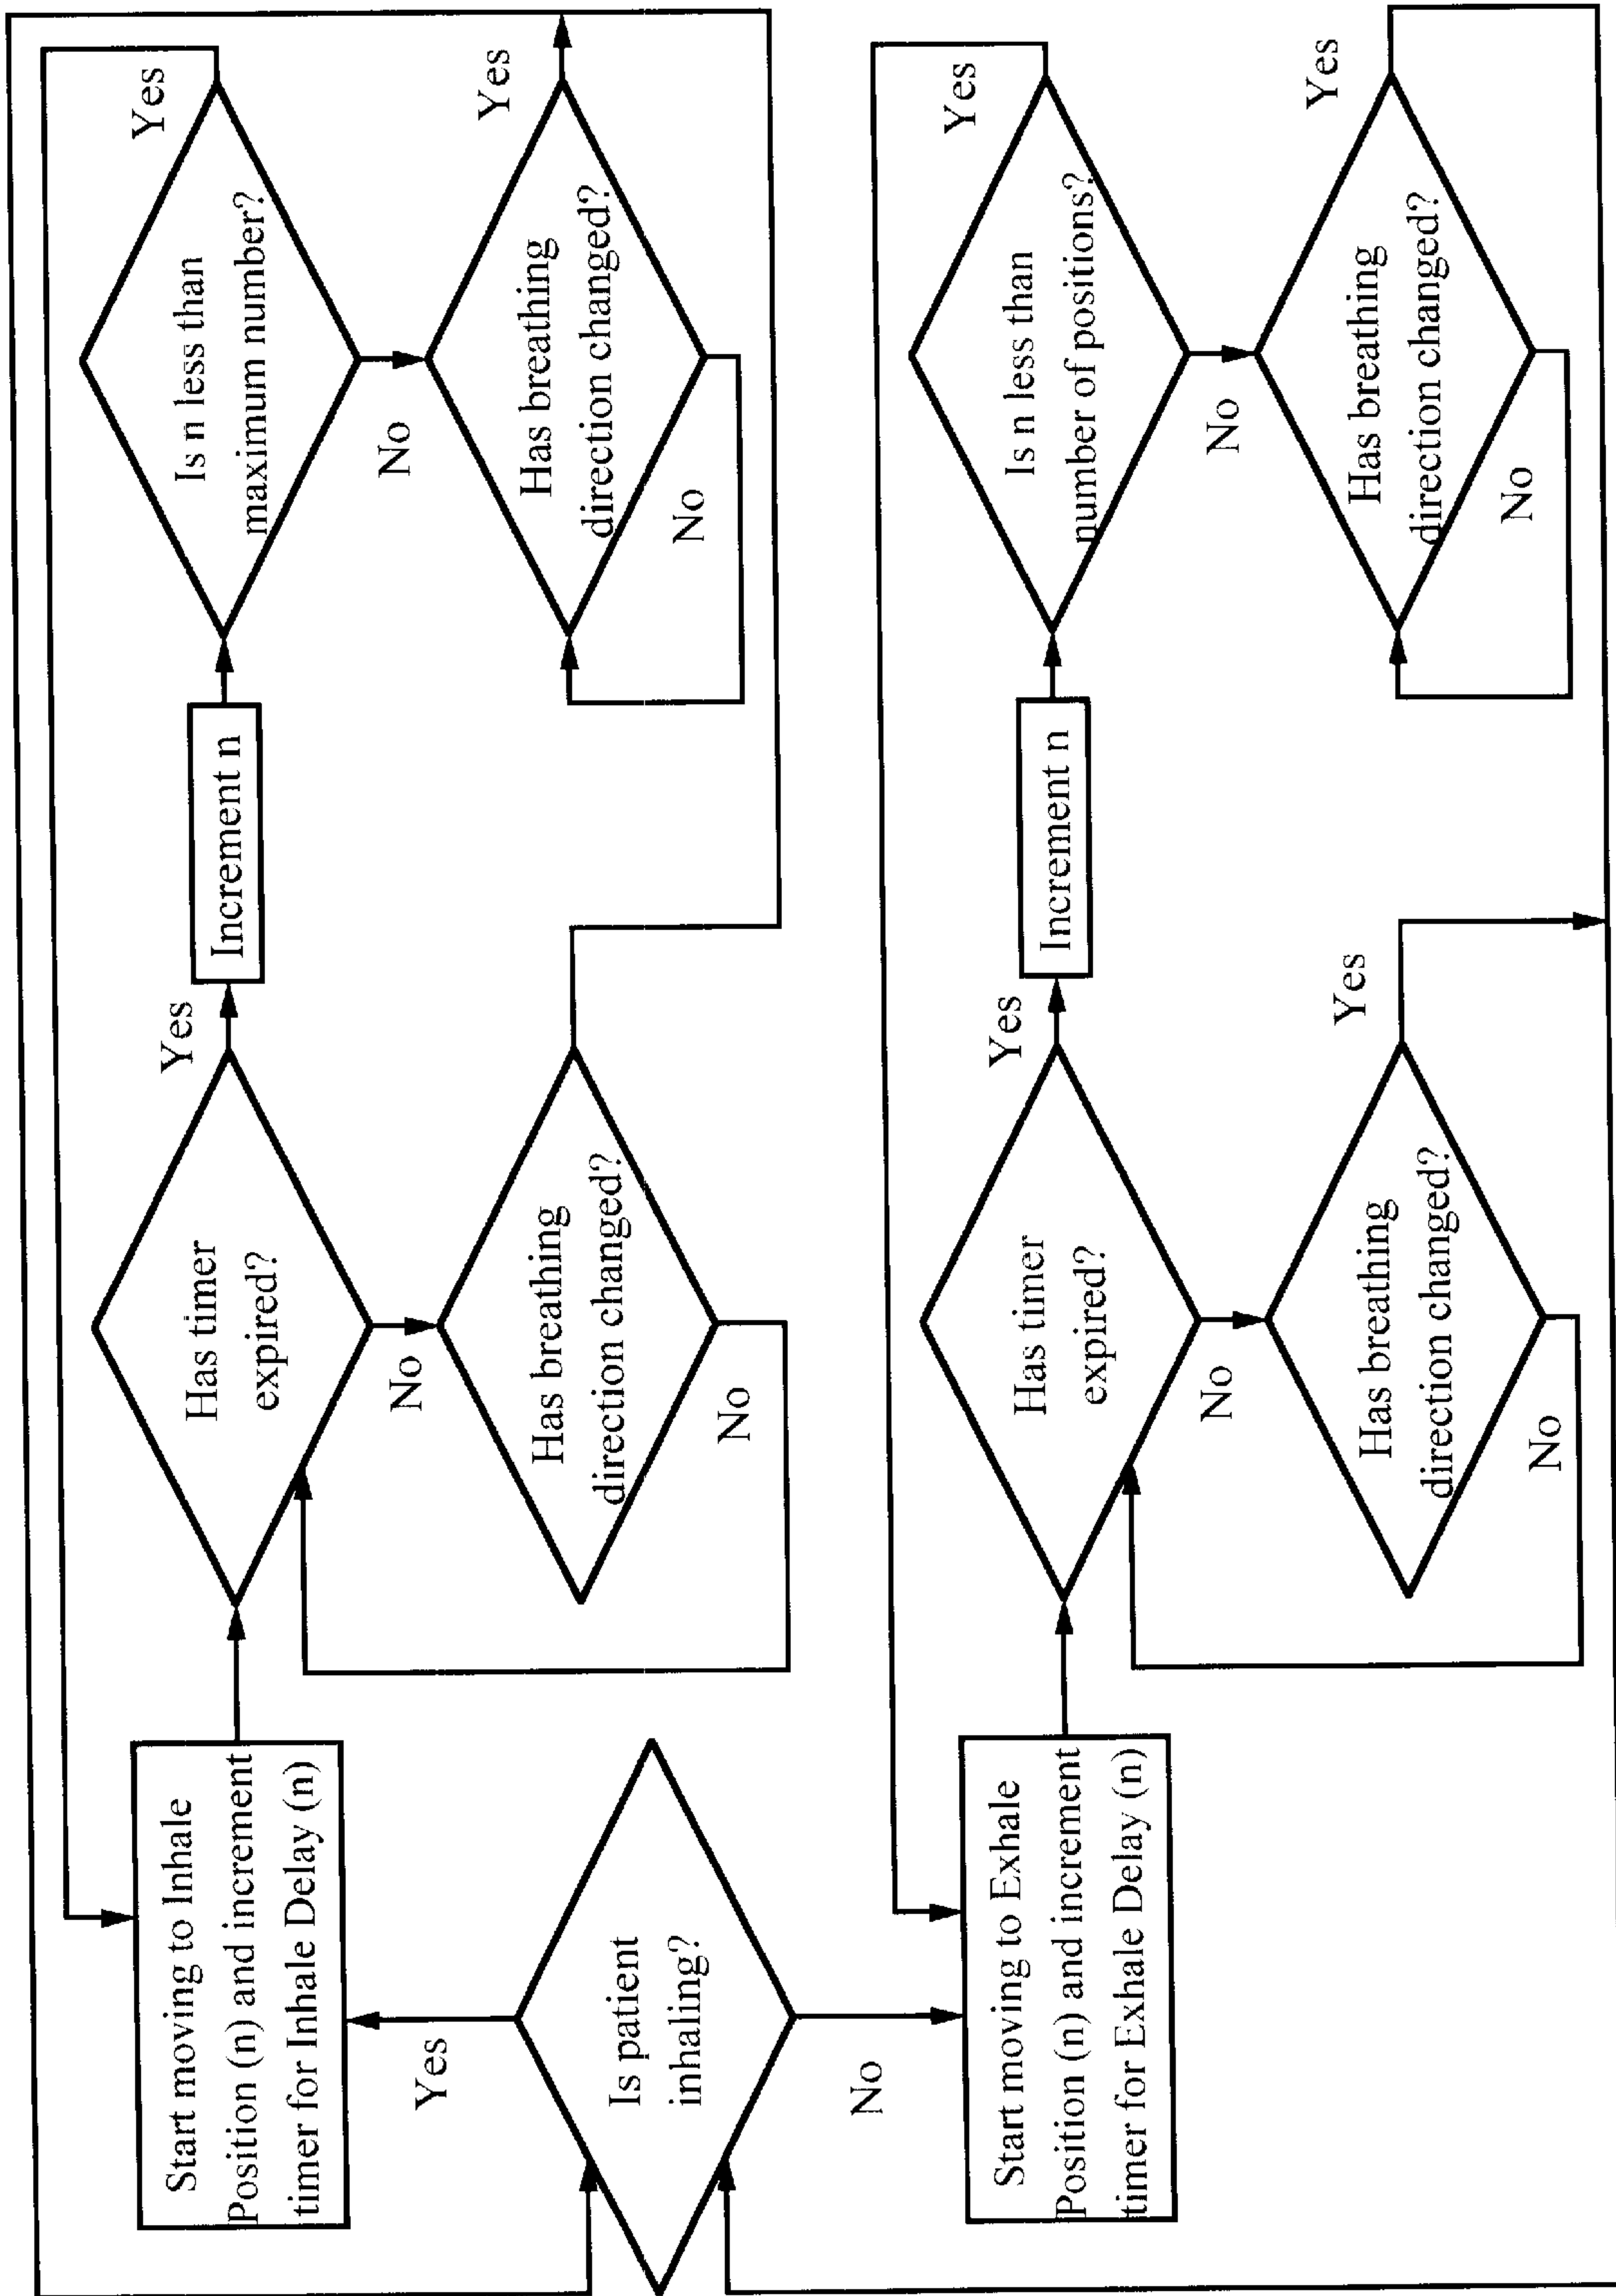 Start moving to Inhale
Position (n) and increment
timer for Inhale Delay (n)
Has timer
expired?
Yes
Increment n
Is n less than
maximum number?
Yes
No
Has breathing
direction changed?
No
No
Has breathing
direction changed?
Yes
No
Yes
Is patient
inhaling?
No
Start moving to Exhale
Position (n) and increment
timer for Exhale Delay (n)
Has timer
expired?
Yes
Increment n
Is n less than
number of positions?
Yes
No
Has breathing
direction changed?
Yes
No
No
Has breathing
direction changed?
Yes
No